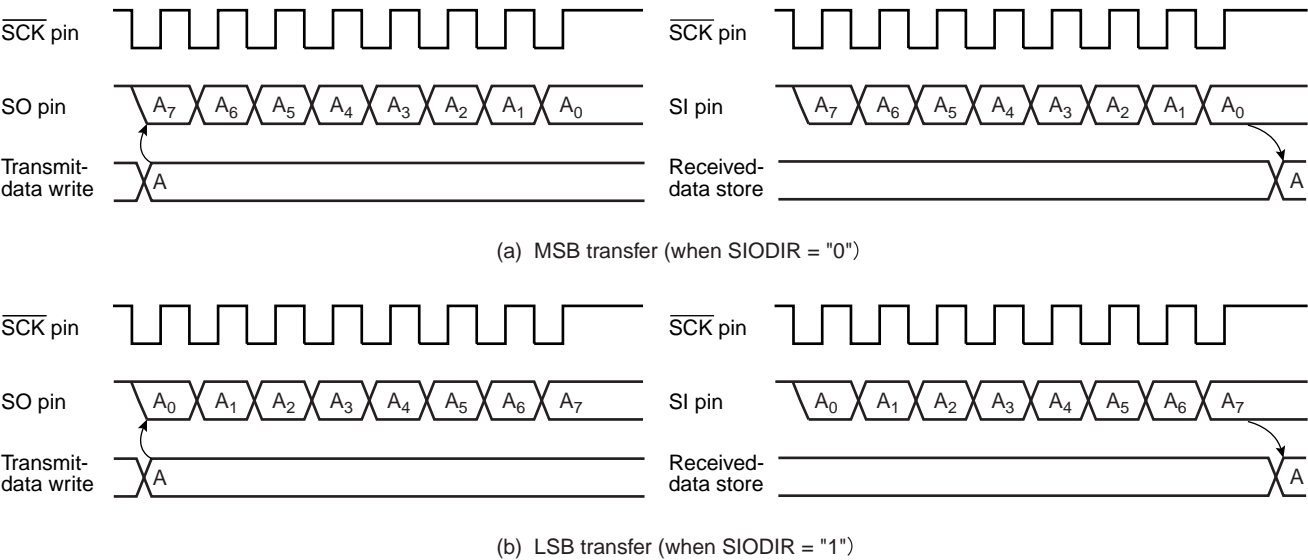 SCK pin
SO pin
A7 A6 A5 A4 A3 A2 A1 A0
Transmit-
data write
A
SCK pin
SI pin
A7 A6 A5 A4 A3 A2 A1 A0
Received-
data store
A
(a) MSB transfer (when SIODIR = "0")
SCK pin
SO pin
A0 A1 A2 A3 A4 A5 A6 A7
Transmit-
data write
A
SCK pin
SI pin
A0 A1 A2 A3 A4 A5 A6 A7
Received-
data store
A
(b) LSB transfer (when SIODIR = "1")